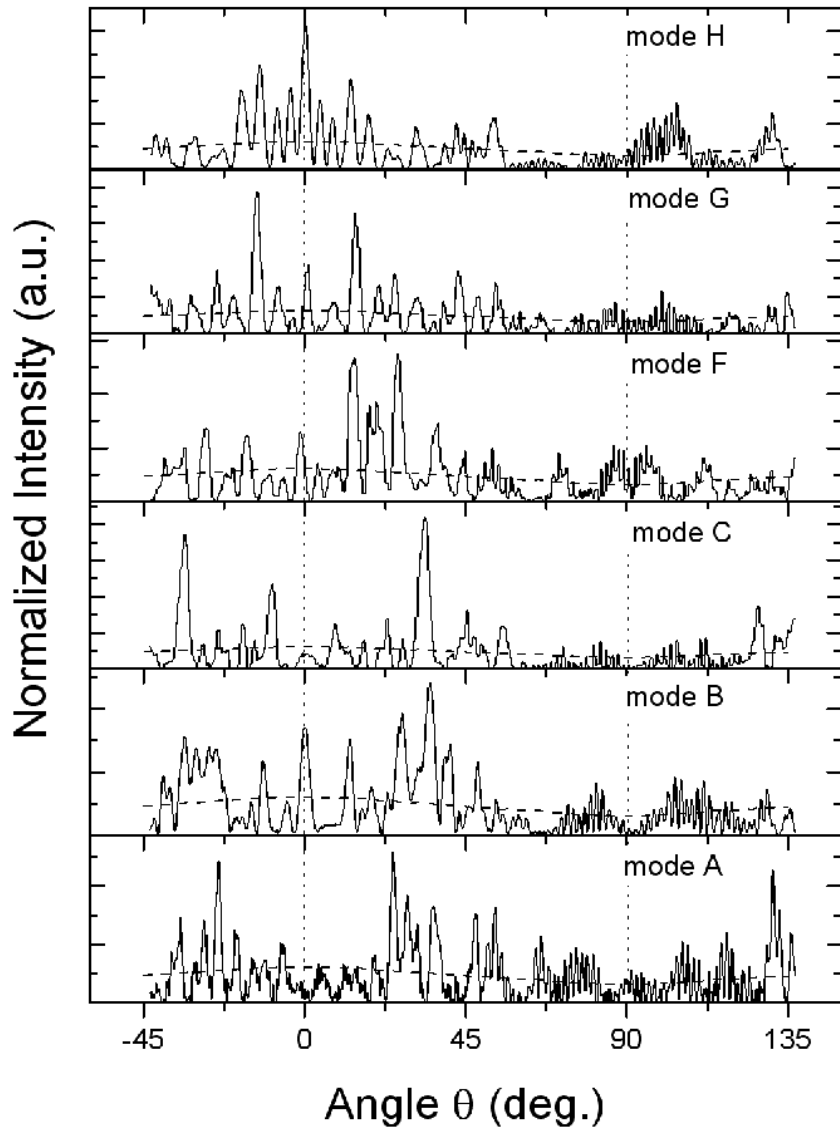 Normalized Intensity (a.u.)
mode H
mode G
mode F
mode C
mode B
mode A
-45 0 45 90 135
Angle θ (deg.)